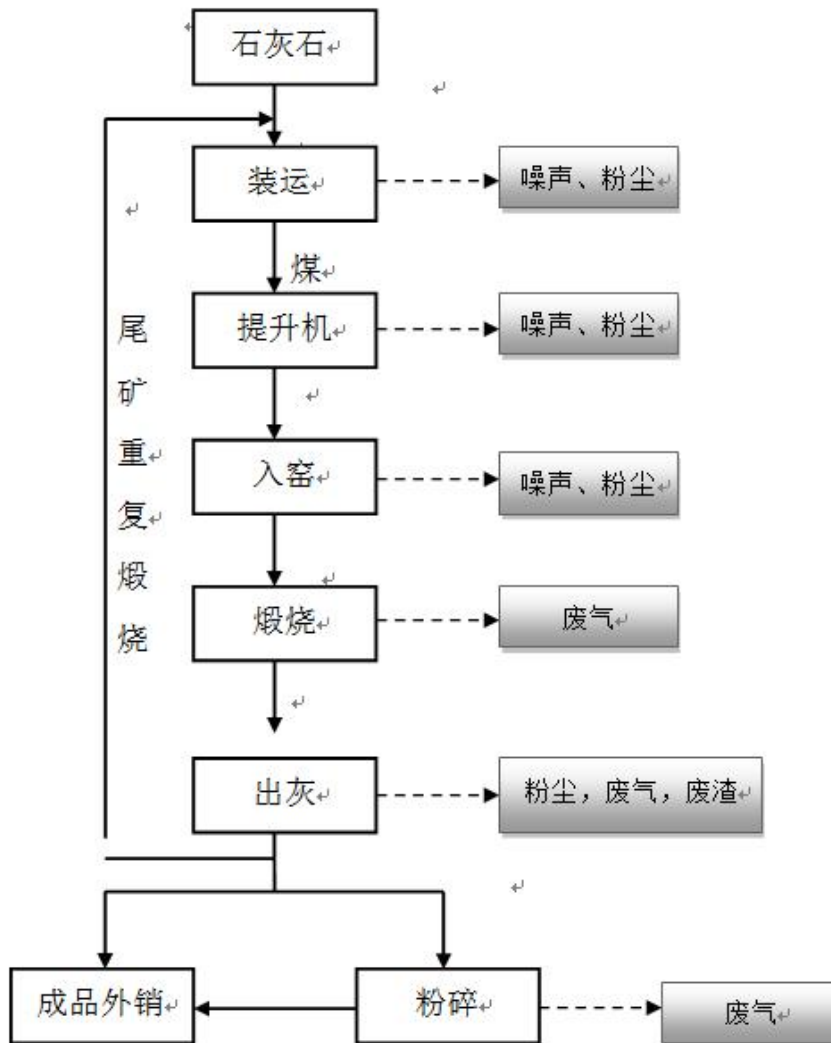 石灰石
装运
噪声、粉尘
煤
提升机
噪声、粉尘
尾
矿
重
复
煅
烧
入窑
噪声、粉尘
煅烧
废气
出灰
粉尘，废气，废渣
成品外销
粉碎
废气